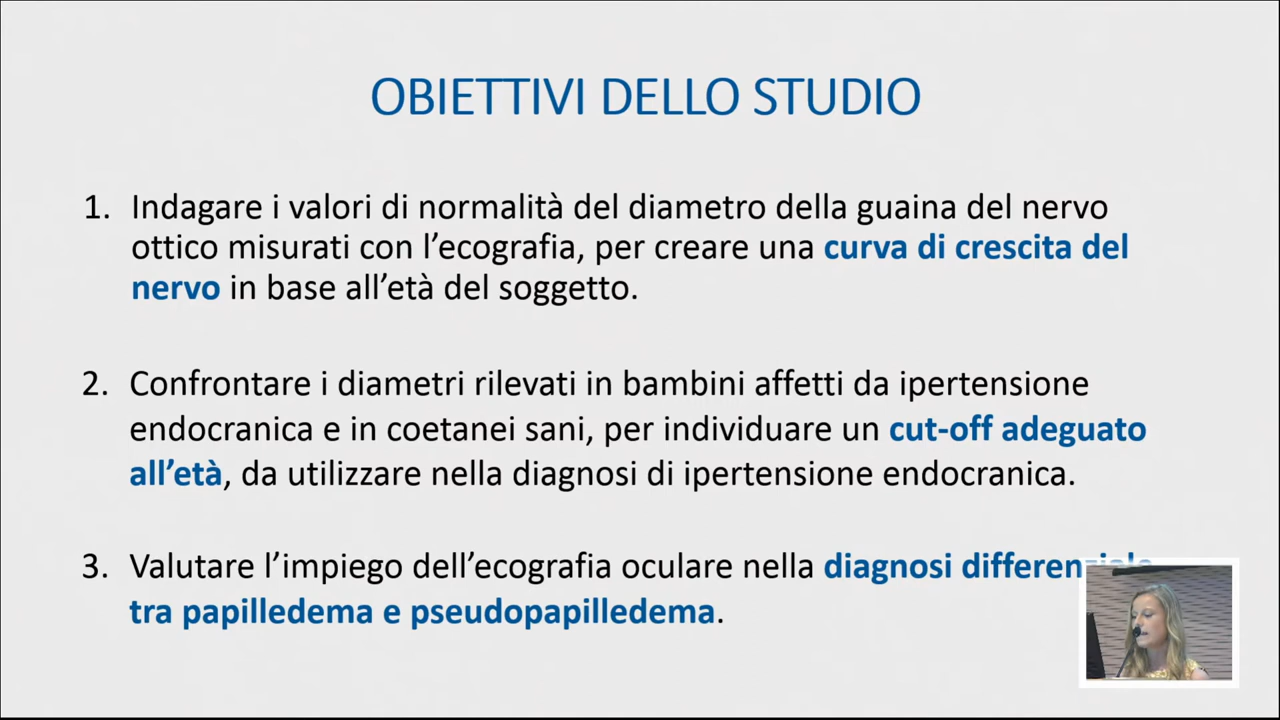 OBIETTIVI DELLO STUDIO
1. Indagare i valori di normalità del diametro della guaina del nervo
ottico misurati con l’ecografia, per creare una curva di crescita del
nervo in base all’età del soggetto.
2. Confrontare i diametri rilevati in bambini affetti da ipertensione
endocranica e in coetanei sani, per individuare un cut-off adeguato
all’età, da utilizzare nella diagnosi di ipertensione endocranica.
3. Valutare l’impiego dell’ecografia oculare nella diagnosi differenziale
tra papilledema e pseudopapilledema.